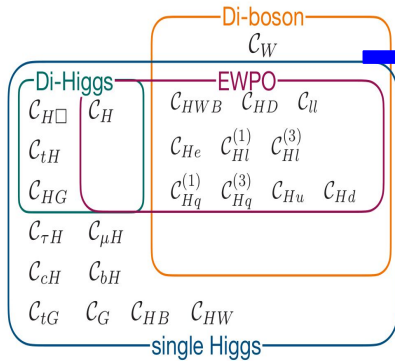 Di-boson
C_W
Di-Higgs EWPO
C_{H□} C_H C_{HWB} C_{HD} C_{ll}
C_{tH} C_{He} C_{Hl}^{(1)} C_{Hl}^{(3)}
C_{HG} C_{Hq}^{(1)} C_{Hq}^{(3)} C_{Hu} C_{Hd}
C_{τH} C_{μH}
C_{cH} C_{bH}
C_{tG} C_G C_{HB} C_{HW}
single Higgs